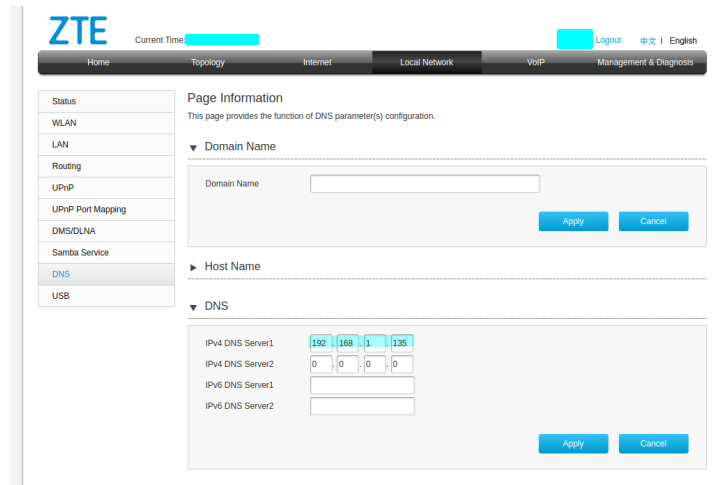 ZTE
Current Time:
Logout 中文 | English
Home Topology Internet Local Network VoIP Management & Diagnosis
Status
WLAN
LAN
Routing
UPnP
UPnP Port Mapping
DMS/DLNA
Samba Service
DNS
USB
Page Information
This page provides the function of DNS parameter(s) configuration.
Domain Name
Domain Name
Apply Cancel
Host Name
DNS
IPv4 DNS Server1 192 . 168 . 1 . 135
IPv4 DNS Server2 0 . 0 . 0 . 0
IPv6 DNS Server1
IPv6 DNS Server2
Apply Cancel